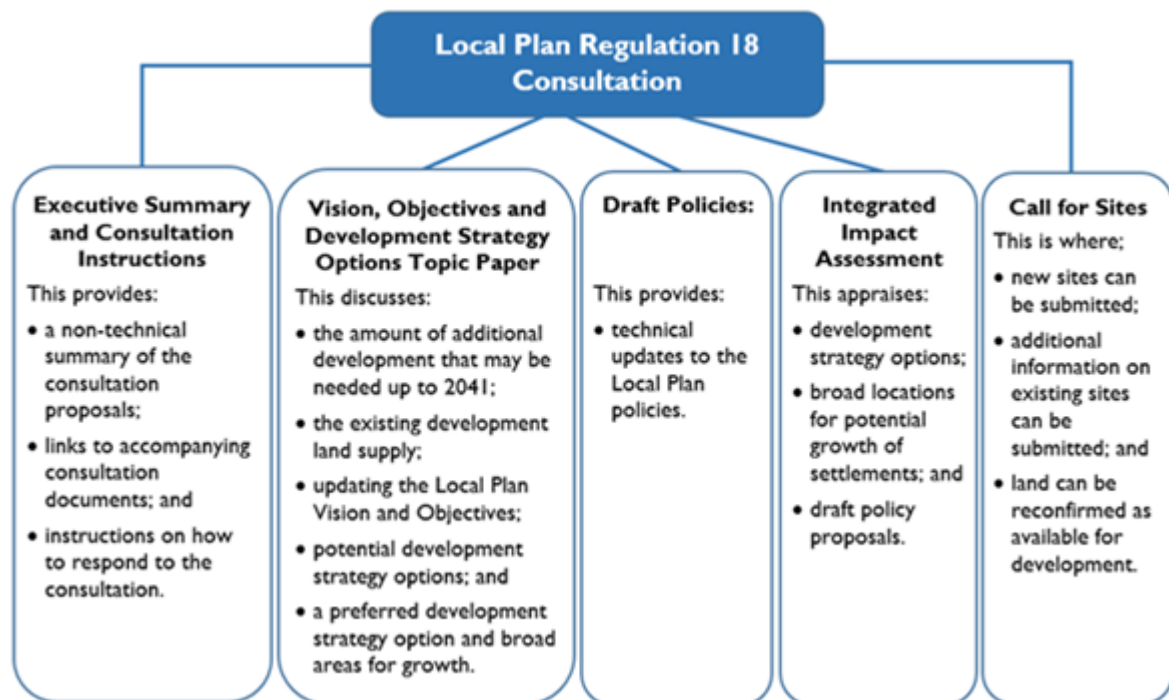 Local Plan Regulation 18
Consultation
Executive Summary
and Consultation
Instructions
This provides:
• a non-technical
summary of the
consultation
proposals;
• links to accompanying
consultation
documents; and
• instructions on how
to respond to the
consultation.
Vision, Objectives and
Development Strategy
Options Topic Paper
This discusses:
• the amount of additional
development that may be
needed up to 2041;
• the existing development
land supply;
• updating the Local Plan
Vision and Objectives;
• potential development
strategy options; and
• a preferred development
strategy option and broad
areas for growth.
Draft Policies:
This provides:
• technical
updates to the
Local Plan
policies.
Integrated
Impact
Assessment
This appraises:
• development
strategy options;
• broad locations
for potential
growth of
settlements; and
• draft policy
proposals.
Call for Sites
This is where;
• new sites can
be submitted;
• additional
information on
existing sites
can be
submitted; and
• land can be
reconfirmed as
available for
development.